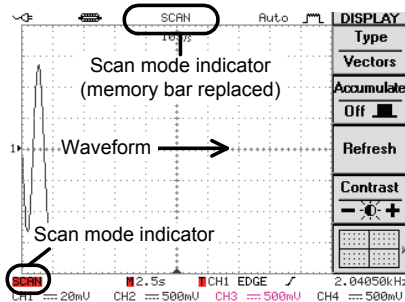 SCAN Auto DISPLAY
Type
Vectors
Scan mode indicator
(memory bar replaced)
Accumulate
Off
1 Waveform
Refresh
Contrast
Scan mode indicator
SCAN M 2.5s T CH1 EDGE 2.04050kHz
CH1 20mV CH2 500mV CH3 500mV CH4 500mV